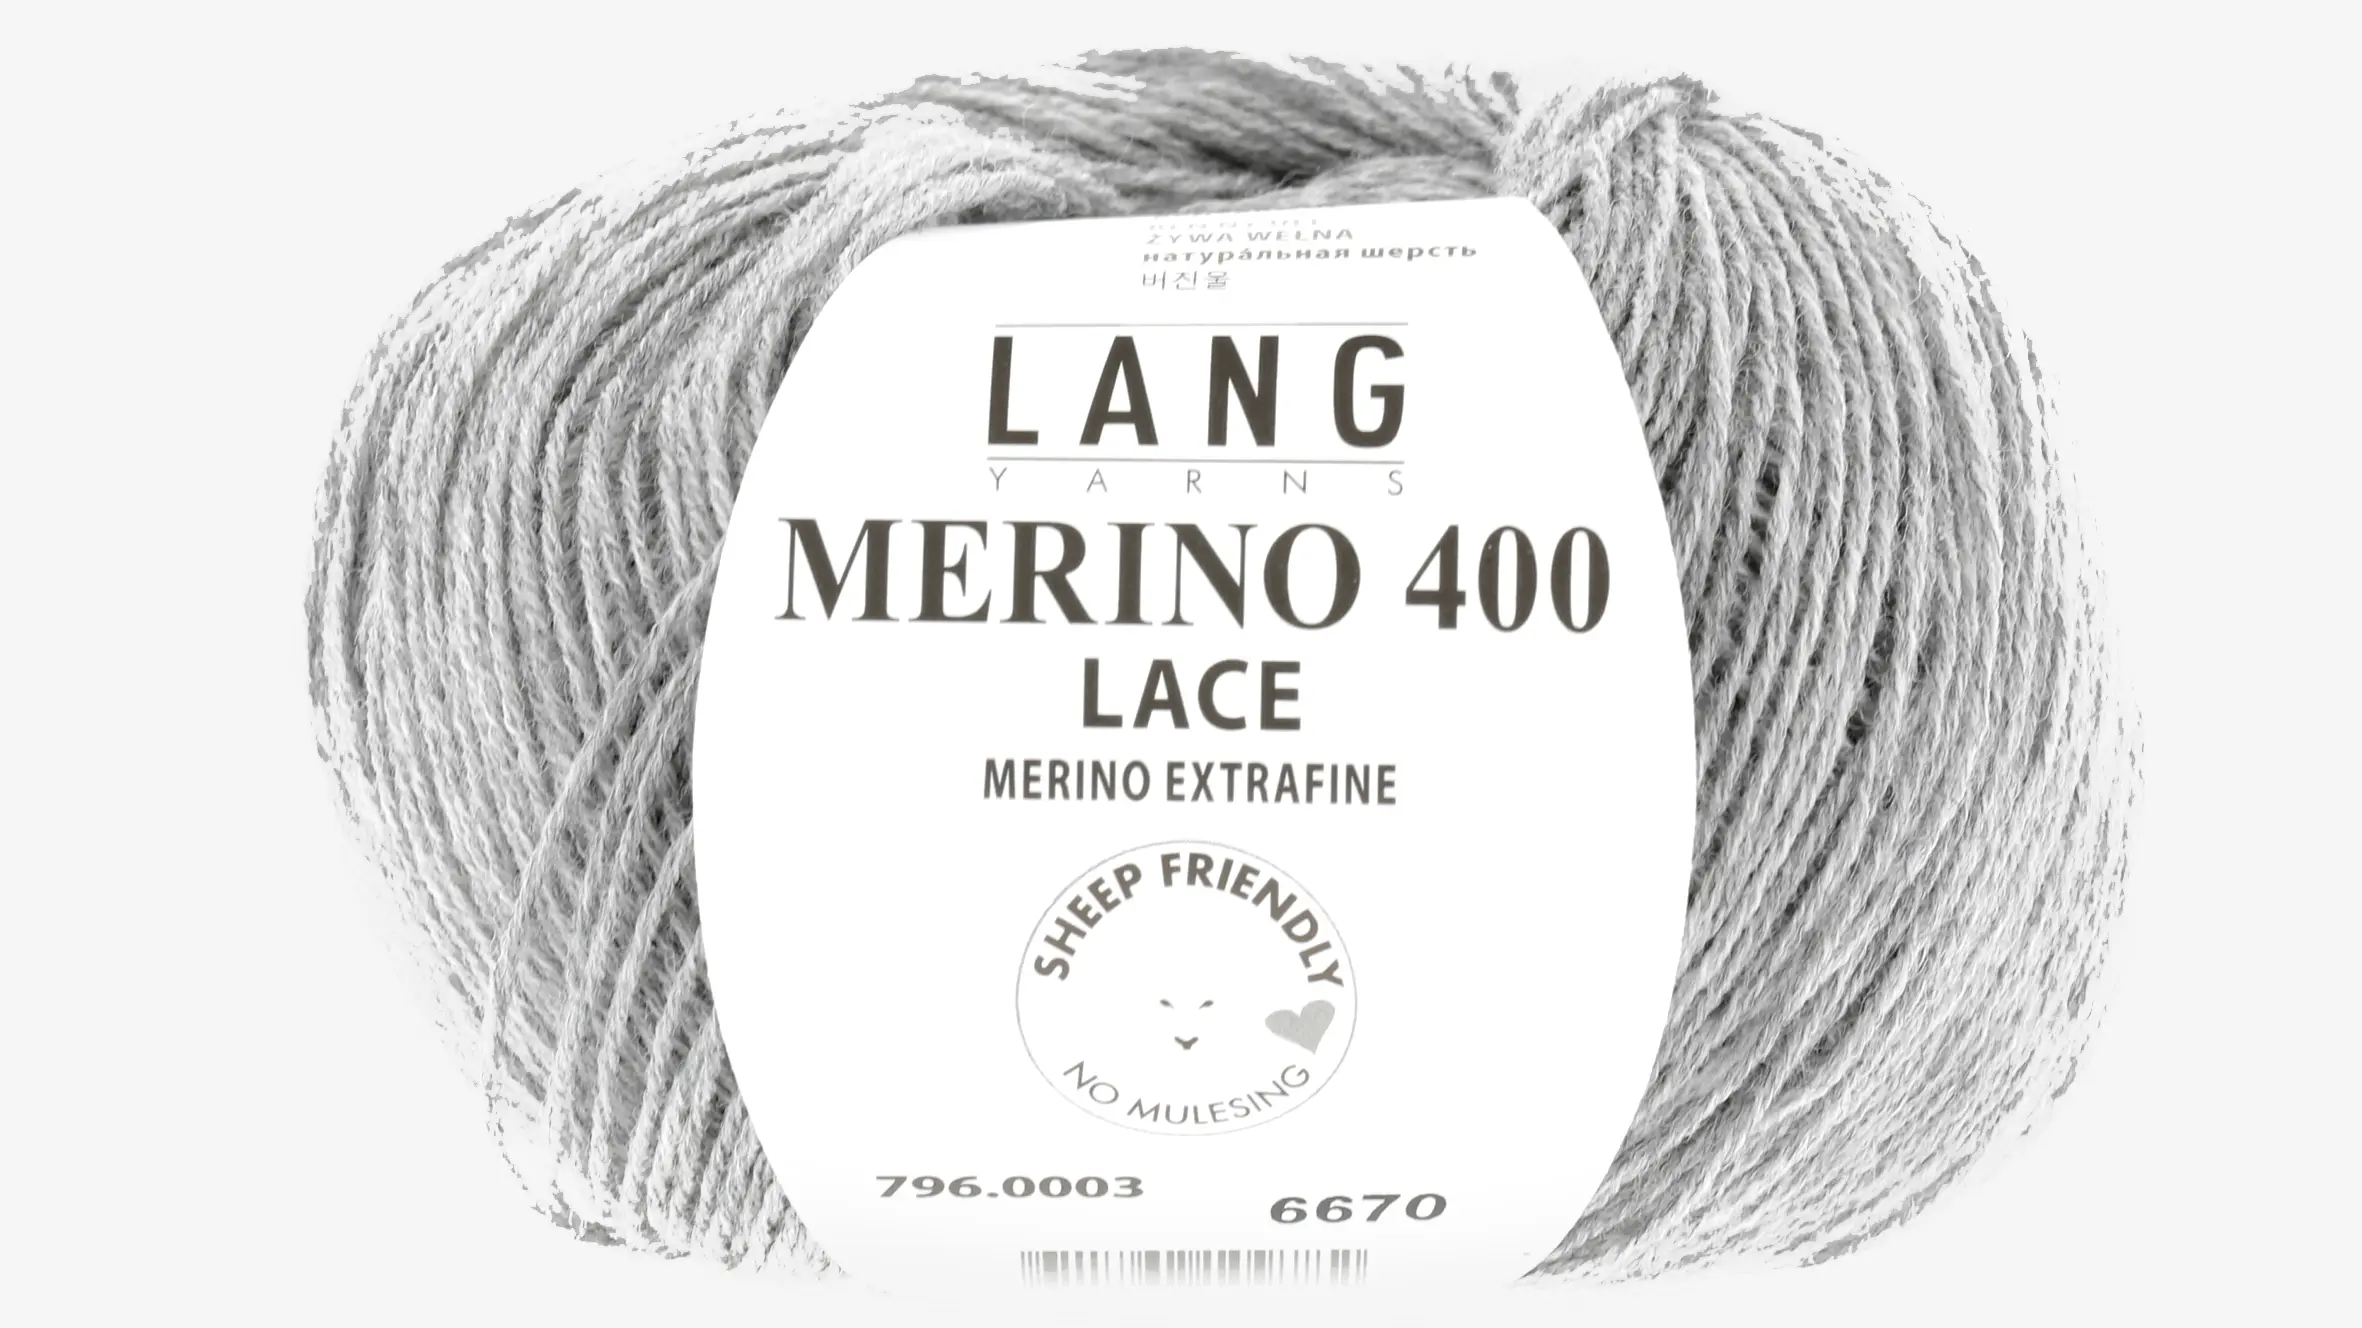 ŻYWA WEŁNA
натура́льная шерсть
버진울
LANG
YARNS
MERINO 400
LACE
MERINO EXTRAFINE
SHEEP FRIENDLY
NO MULESING
796.0003
6670